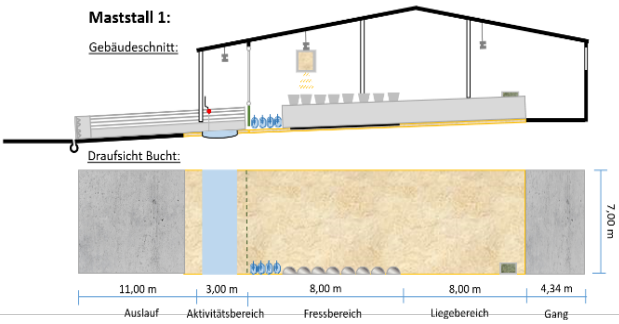 Maststall 1:
Gebäudeschnitt:
Draufsicht Bucht:
7,00 m
11,00 m 3,00 m 8,00 m 8,00 m 4,34 m
Auslauf Aktivitätsbereich Fressbereich Liegebereich Gang